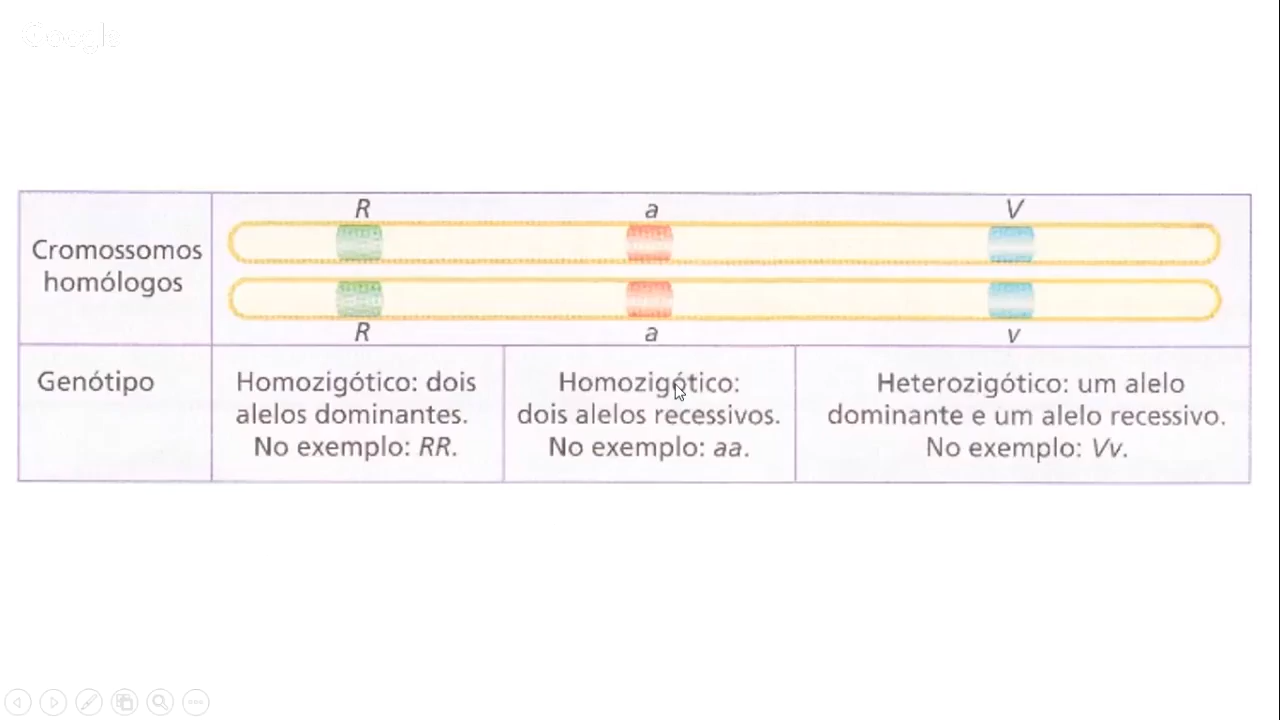 Google
R a V
Cromossomos
homólogos
R a v
Genótipo
Homozigótico: dois
alelos dominantes.
No exemplo: RR.
Homozigótico:
dois alelos recessivos.
No exemplo: aa.
Heterozigótico: um alelo
dominante e um alelo recessivo.
No exemplo: Vv.